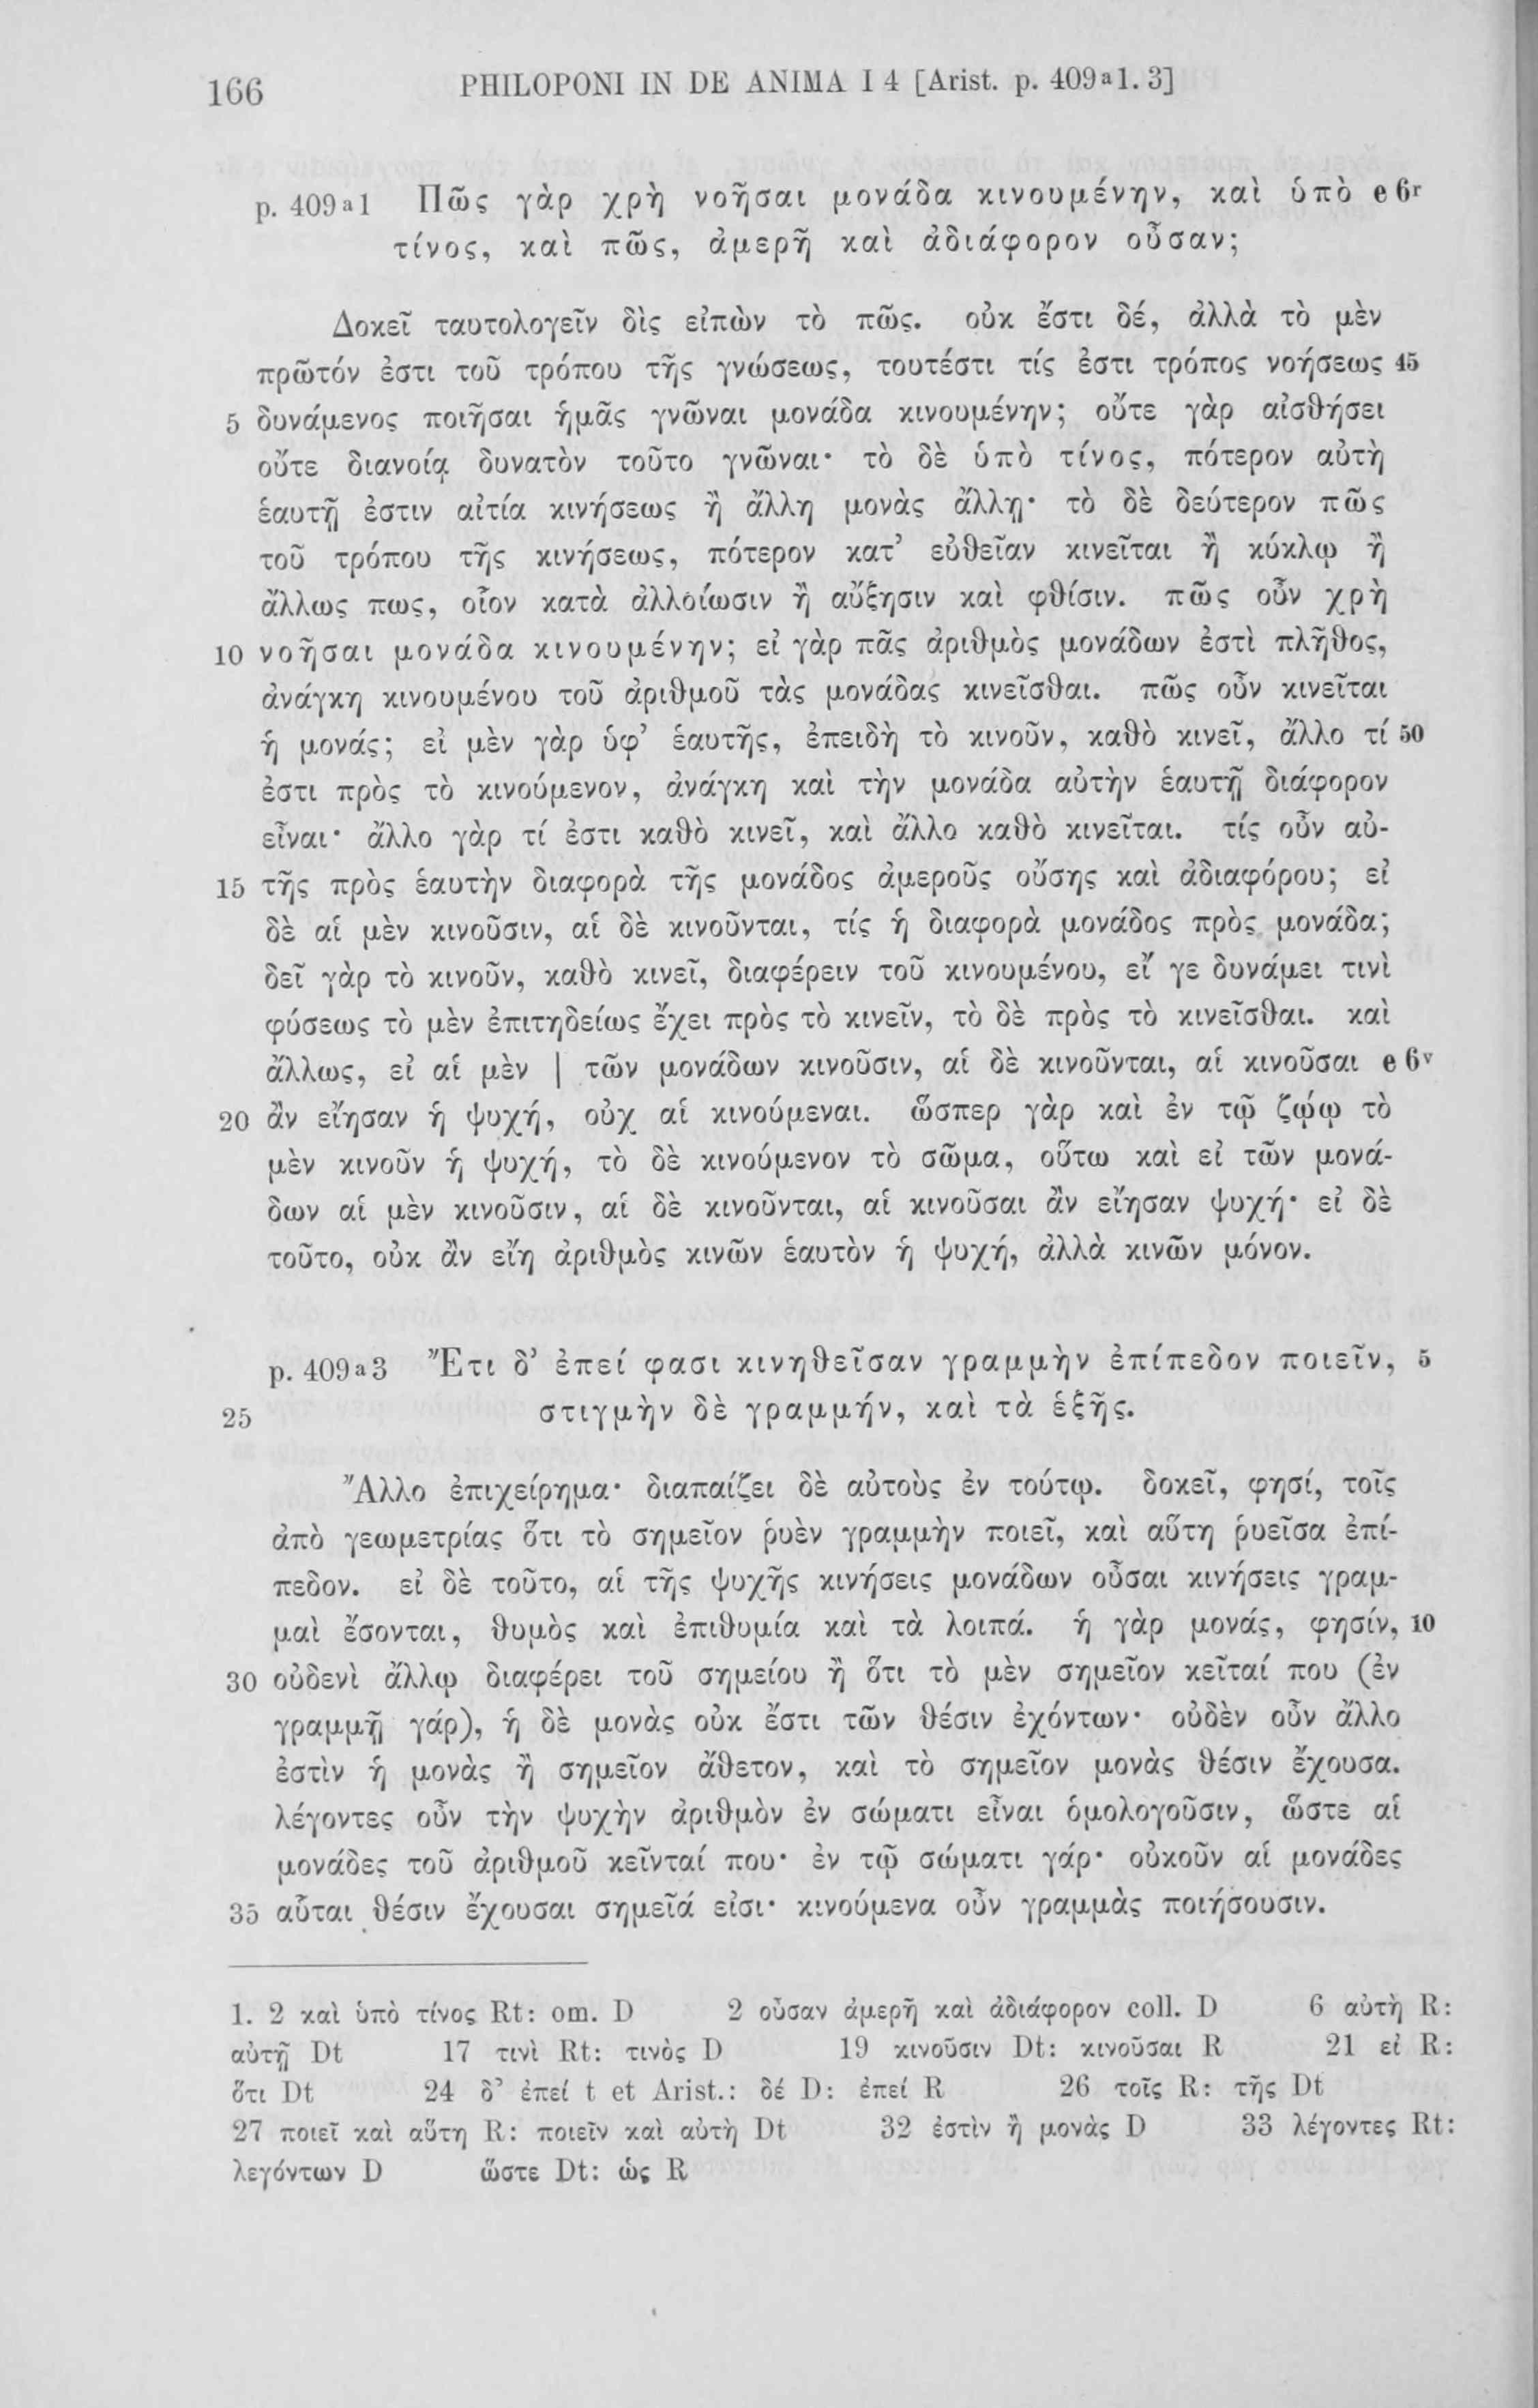 166 PHILOPONI IN DE ANIMA I 4 [Arist. p. 409a1. 3]
p. 409a1 Πῶς γὰρ χρὴ νοῆσαι μονάδα κινουμένην, καὶ ὑπὸ e 6r
τίνος, καὶ πῶς, ἀμερῆ καὶ ἀδιάφορον οὖσαν;
Δοκεῖ ταυτολογεῖν δὶς εἰπὼν τὸ πῶς. οὐκ ἔστι δέ, ἀλλὰ τὸ μὲν
πρῶτόν ἐστι τοῦ τρόπου τῆς γνώσεως, τουτέστι τίς ἐστι τρόπος νοήσεως 45
5 δυνάμενος ποιῆσαι ἡμᾶς γνῶναι μονάδα κινουμένην; οὔτε γὰρ αἰσθήσει
οὔτε διανοίᾳ δυνατὸν τοῦτο γνῶναι· τὸ δὲ ὑπὸ τίνος, πότερον αὐτὴ
ἑαυτῇ ἐστιν αἰτία κινήσεως ἢ ἄλλη μονὰς ἄλλῃ· τὸ δὲ δεύτερον πῶς
τοῦ τρόπου τῆς κινήσεως, πότερον κατ’ εὐθεῖαν κινεῖται ἢ κύκλῳ ἢ
ἄλλως πως, οἷον κατὰ ἀλλοίωσιν ἢ αὔξησιν καὶ φθίσιν. πῶς οὖν χρὴ
10 νοῆσαι μονάδα κινουμένην; εἰ γὰρ πᾶς ἀριθμὸς μονάδων ἐστὶ πλῆθος,
ἀνάγκη κινουμένου τοῦ ἀριθμοῦ τὰς μονάδας κινεῖσθαι. πῶς οὖν κινεῖται
ἡ μονάς; εἰ μὲν γὰρ ὑφ’ ἑαυτῆς, ἐπειδὴ τὸ κινοῦν, καθὸ κινεῖ, ἄλλο τί 50
ἐστι πρὸς τὸ κινούμενον, ἀνάγκη καὶ τὴν μονάδα αὐτὴν ἑαυτῇ διάφορον
εἶναι· ἄλλο γὰρ τί ἐστι καθὸ κινεῖ, καὶ ἄλλο καθὸ κινεῖται. τίς οὖν αὐ-
15 τῆς πρὸς ἑαυτὴν διαφορὰ τῆς μονάδος ἀμεροῦς οὔσης καὶ ἀδιαφόρου; εἰ
δὲ αἱ μὲν κινοῦσιν, αἱ δὲ κινοῦνται, τίς ἡ διαφορὰ μονάδος πρὸς μονάδα;
δεῖ γὰρ τὸ κινοῦν, καθὸ κινεῖ, διαφέρειν τοῦ κινουμένου, εἴ γε δυνάμει τινὶ
φύσεως τὸ μὲν ἐπιτηδείως ἔχει πρὸς τὸ κινεῖν, τὸ δὲ πρὸς τὸ κινεῖσθαι. καὶ
ἄλλως, εἰ αἱ μὲν | τῶν μονάδων κινοῦσιν, αἱ δὲ κινοῦνται, αἱ κινοῦσαι e 6v
20 ἂν εἴησαν ἡ ψυχή, οὐχ αἱ κινούμεναι. ὥσπερ γὰρ καὶ ἐν τῷ ζῴῳ τὸ
μὲν κινοῦν ἡ ψυχή, τὸ δὲ κινούμενον τὸ σῶμα, οὕτω καὶ εἰ τῶν μονά-
δων αἱ μὲν κινοῦσιν, αἱ δὲ κινοῦνται, αἱ κινοῦσαι ἂν εἴησαν ψυχή· εἰ δὲ
τοῦτο, οὐκ ἂν εἴη ἀριθμὸς κινῶν ἑαυτὸν ἡ ψυχή, ἀλλὰ κινῶν μόνον.
p. 409a3 Ἔτι δ’ ἐπεί φασι κινηθεῖσαν γραμμὴν ἐπίπεδον ποιεῖν, 5
25 στιγμὴν δὲ γραμμήν, καὶ τὰ ἑξῆς.
Ἄλλο ἐπιχείρημα· διαπαίζει δὲ αὐτοὺς ἐν τούτῳ. δοκεῖ, φησί, τοῖς
ἀπὸ γεωμετρίας ὅτι τὸ σημεῖον ῥυὲν γραμμὴν ποιεῖ, καὶ αὕτη ῥυεῖσα ἐπί-
πεδον. εἰ δὲ τοῦτο, αἱ τῆς ψυχῆς κινήσεις μονάδων οὖσαι κινήσεις γραμ-
μαὶ ἔσονται, θυμὸς καὶ ἐπιθυμία καὶ τὰ λοιπά. ἡ γὰρ μονάς, φησίν, 10
30 οὐδενὶ ἄλλῳ διαφέρει τοῦ σημείου ἢ ὅτι τὸ μὲν σημεῖον κεῖταί που (ἐν
γραμμῇ γάρ), ἡ δὲ μονὰς οὐκ ἔστι τῶν θέσιν ἐχόντων· οὐδὲν οὖν ἄλλο
ἐστὶν ἡ μονὰς ἢ σημεῖον ἄθετον, καὶ τὸ σημεῖον μονὰς θέσιν ἔχουσα.
λέγοντες οὖν τὴν ψυχὴν ἀριθμὸν ἐν σώματι εἶναι ὁμολογοῦσιν, ὥστε αἱ
μονάδες τοῦ ἀριθμοῦ κεῖνταί που· ἐν τῷ σώματι γάρ· οὐκοῦν αἱ μονάδες
35 αὗται θέσιν ἔχουσαι σημεῖά εἰσι· κινούμενα οὖν γραμμὰς ποιήσουσιν.
1. 2 καὶ ὑπὸ τίνος Rt: om. D 2 οὖσαν ἀμερῆ καὶ ἀδιάφορον coll. D 6 αὐτὴ R:
αὐτῇ Dt 17 τινὶ Rt: τινὸς D 19 κινοῦσιν Dt: κινοῦσαι R 21 εἰ R:
ὅτι Dt 24 δ’ ἐπεί t et Arist.: δέ D: ἐπεί R 26 τοῖς R: τῆς Dt
27 ποιεῖ καὶ αὕτη R: ποιεῖν καὶ αὐτὴ Dt 32 ἐστὶν ἢ μονὰς D 33 λέγοντες Rt:
λεγόντων D ὥστε Dt: ὡς R